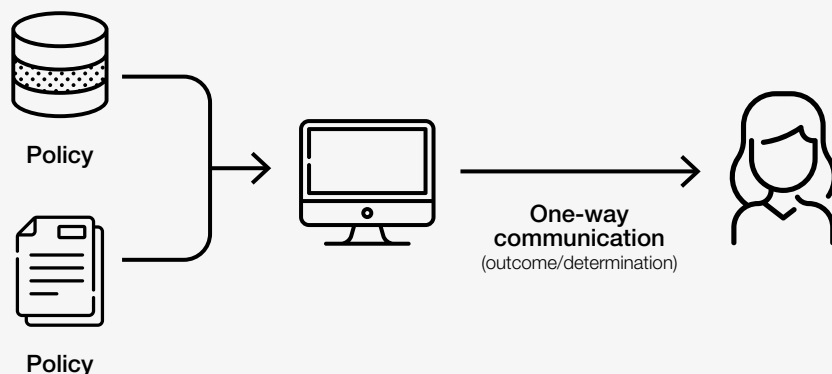 Policy
One-way
communication
(outcome/determination)
Policy